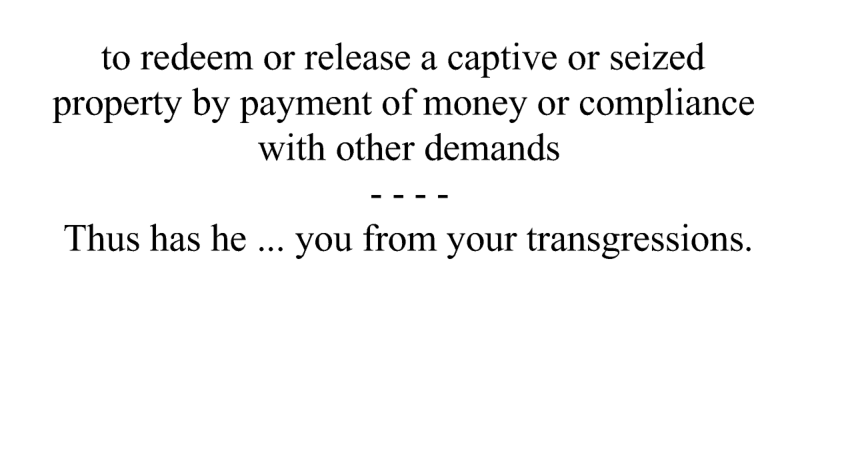 to redeem or release a captive or seized
property by payment of money or compliance
with other demands
- - - -
Thus has he ... you from your transgressions.